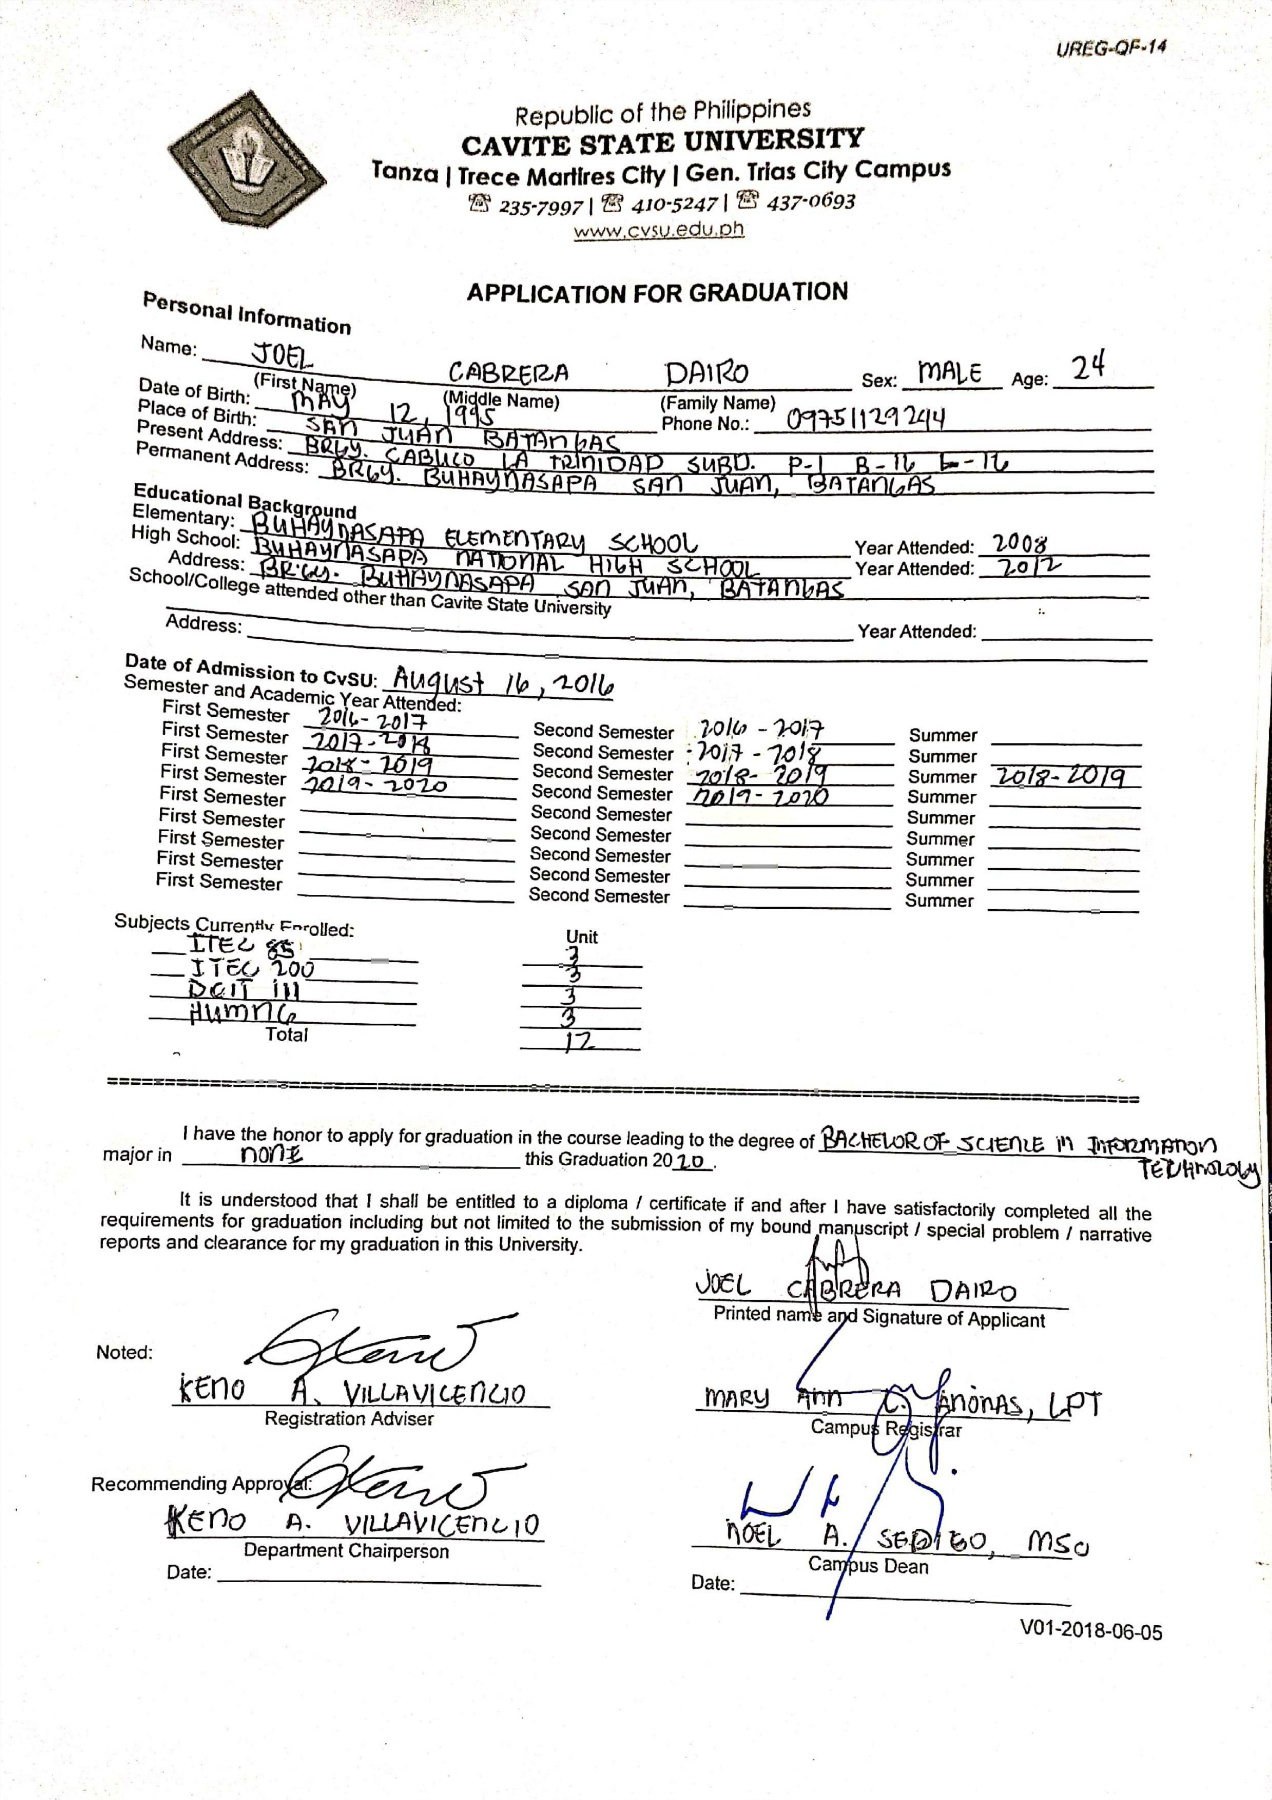 UREG-QF-14
Republic of the Philippines
CAVITE STATE UNIVERSITY
Tanza | Trece Martires City | Gen. Trias City Campus
☏ 235-7997 | ☏ 410-5247 | ☏ 437-0693
www.cvsu.edu.ph
APPLICATION FOR GRADUATION
Personal Information
Name: JOEL CABRERA DAIRO Sex: MALE Age: 24
(First Name) (Middle Name) (Family Name)
Date of Birth: MAY 12, 1995 Phone No.: 09751129244
Place of Birth: SAN JUAN BATANGAS
Present Address: BRGY. CABUCO LA TRINIDAD SUBD. P-1 B-16 L-16
Permanent Address: BRGY. BUHAYNASAPA SAN JUAN, BATANGAS
Educational Background
Elementary: BUHAYNASAPA ELEMENTARY SCHOOL Year Attended: 2008
High School: BUHAYNASAPA NATIONAL HIGH SCHOOL Year Attended: 2012
Address: BRGY. BUHAYNASAPA SAN JUAN, BATANGAS
School/College attended other than Cavite State University
Address: Year Attended:
Date of Admission to CvSU: AUGUST 16, 2016
Semester and Academic Year Attended:
First Semester 2016-2017 Second Semester 2016-2017 Summer
First Semester 2017-2018 Second Semester 2017-2018 Summer
First Semester 2018-2019 Second Semester 2018-2019 Summer 2018-2019
First Semester 2019-2020 Second Semester 2019-2020 Summer
First Semester Second Semester Summer
First Semester Second Semester Summer
First Semester Second Semester Summer
First Semester Second Semester Summer
First Semester Second Semester Summer
Subjects Currently Enrolled: Unit
ITEC 85 3
ITEC 200 3
DCIT 111 3
HUMN6 3
Total 12
I have the honor to apply for graduation in the course leading to the degree of BACHELOR OF SCIENCE IN INFORMATION
TECHNOLOGY
major in NONE this Graduation 2020.
It is understood that I shall be entitled to a diploma / certificate if and after I have satisfactorily completed all the
requirements for graduation including but not limited to the submission of my bound manuscript / special problem / narrative
reports and clearance for my graduation in this University.
JOEL CABRERA DAIRO
Printed name and Signature of Applicant
Noted:
KENO A. VILLAVICENCIO
Registration Adviser
MARY ANN C. ANONAS, LPT
Campus Registrar
Recommending Approval:
KENO A. VILLAVICENCIO
Department Chairperson
Date:
NOEL A. SEDIGO, MSC
Campus Dean
Date:
V01-2018-06-05